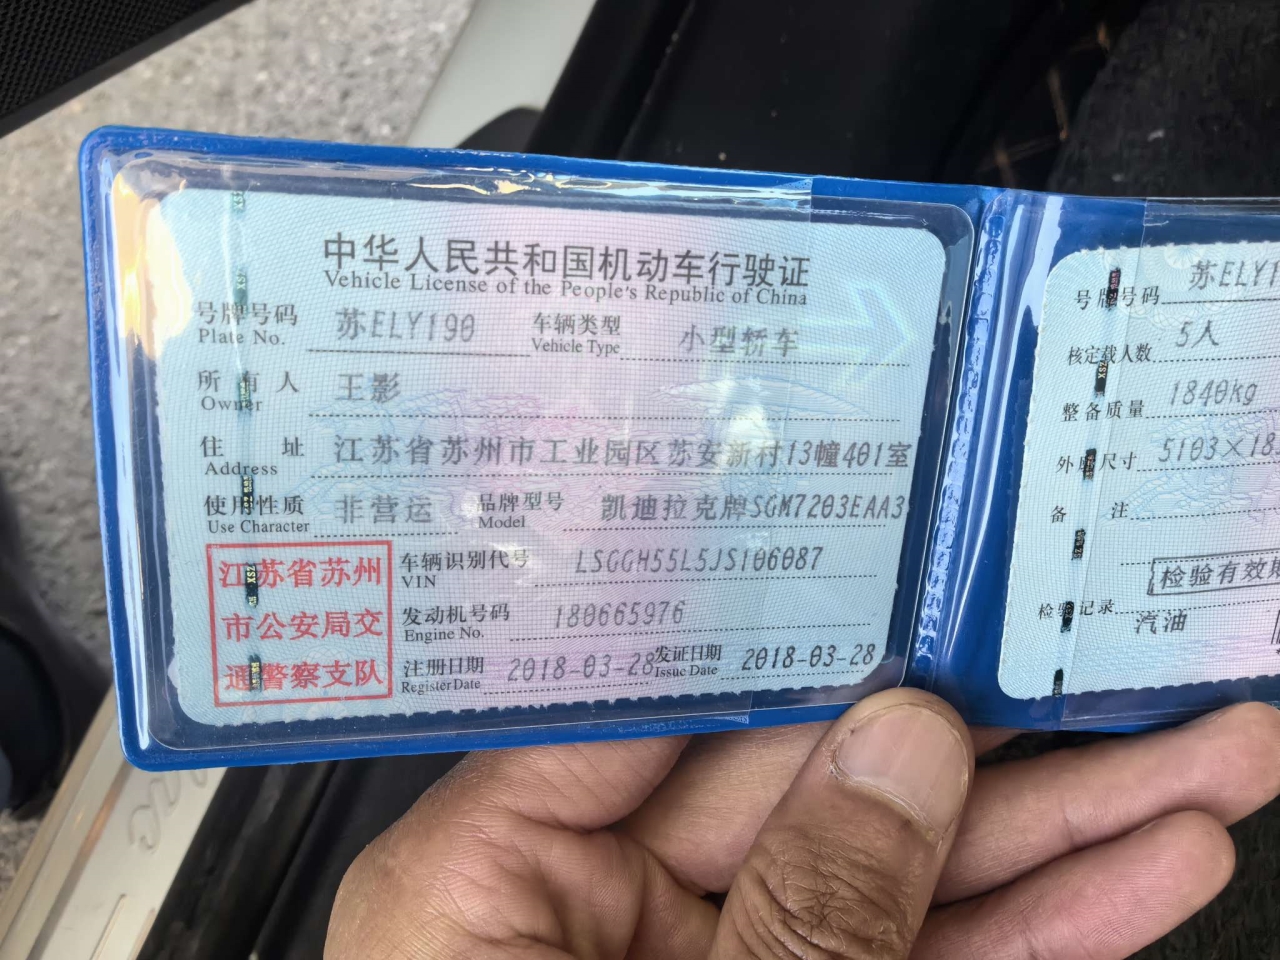 中华人民共和国机动车行驶证
Vehicle License of the People's Republic of China
号牌号码 苏ELY190 车辆类型 小型轿车
Plate No. Vehicle Type
所有人 王影
Owner
住址 江苏省苏州市工业园区苏安新村13幢401室
Address
使用性质 非营运 品牌型号 凯迪拉克牌SGM7203EAA3
Use Character Model
江苏省苏州
市公安局交
通警察支队
车辆识别代号 LSGGH55L5JS106087
VIN
发动机号码 180665976
Engine No.
注册日期 2018-03-28 发证日期 2018-03-28
Register Date Issue Date
号牌号码 苏ELY1
核定载人数 5人
整备质量 1840kg
外廓尺寸 5103×18
备注
检验有效期
检验记录 汽油